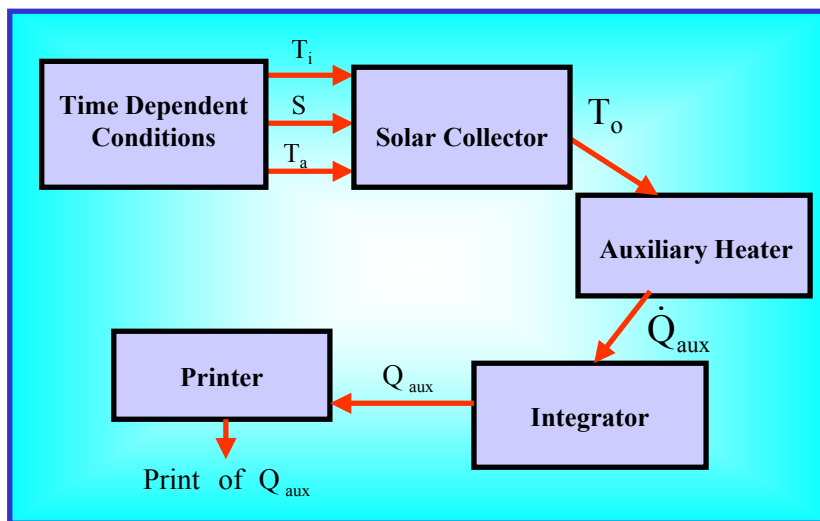 Time Dependent
Conditions
Tᵢ
S
Tₐ
Solar Collector
Tₒ
Auxiliary Heater
Q̇ₐᵤₓ
Integrator
Q ₐᵤₓ
Printer
Print of Q ₐᵤₓ